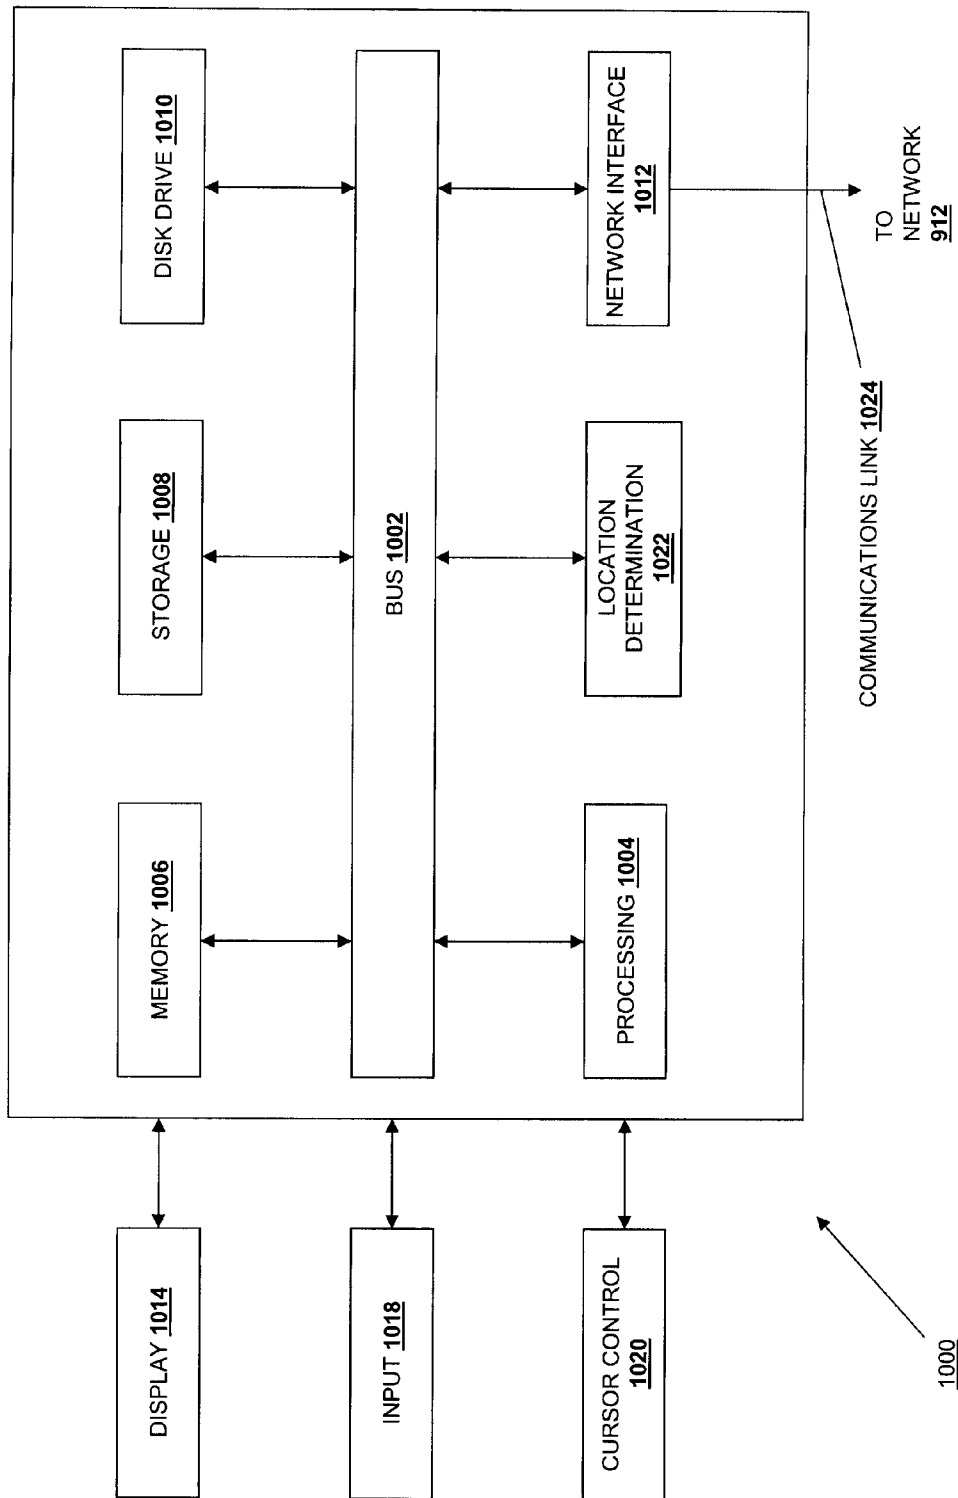 DISPLAY 1014
MEMORY 1006
STORAGE 1008
DISK DRIVE 1010
INPUT 1018
BUS 1002
CURSOR CONTROL
1020
PROCESSING 1004
LOCATION
DETERMINATION
1022
NETWORK INTERFACE
1012
COMMUNICATIONS LINK 1024
TO
NETWORK
912
1000